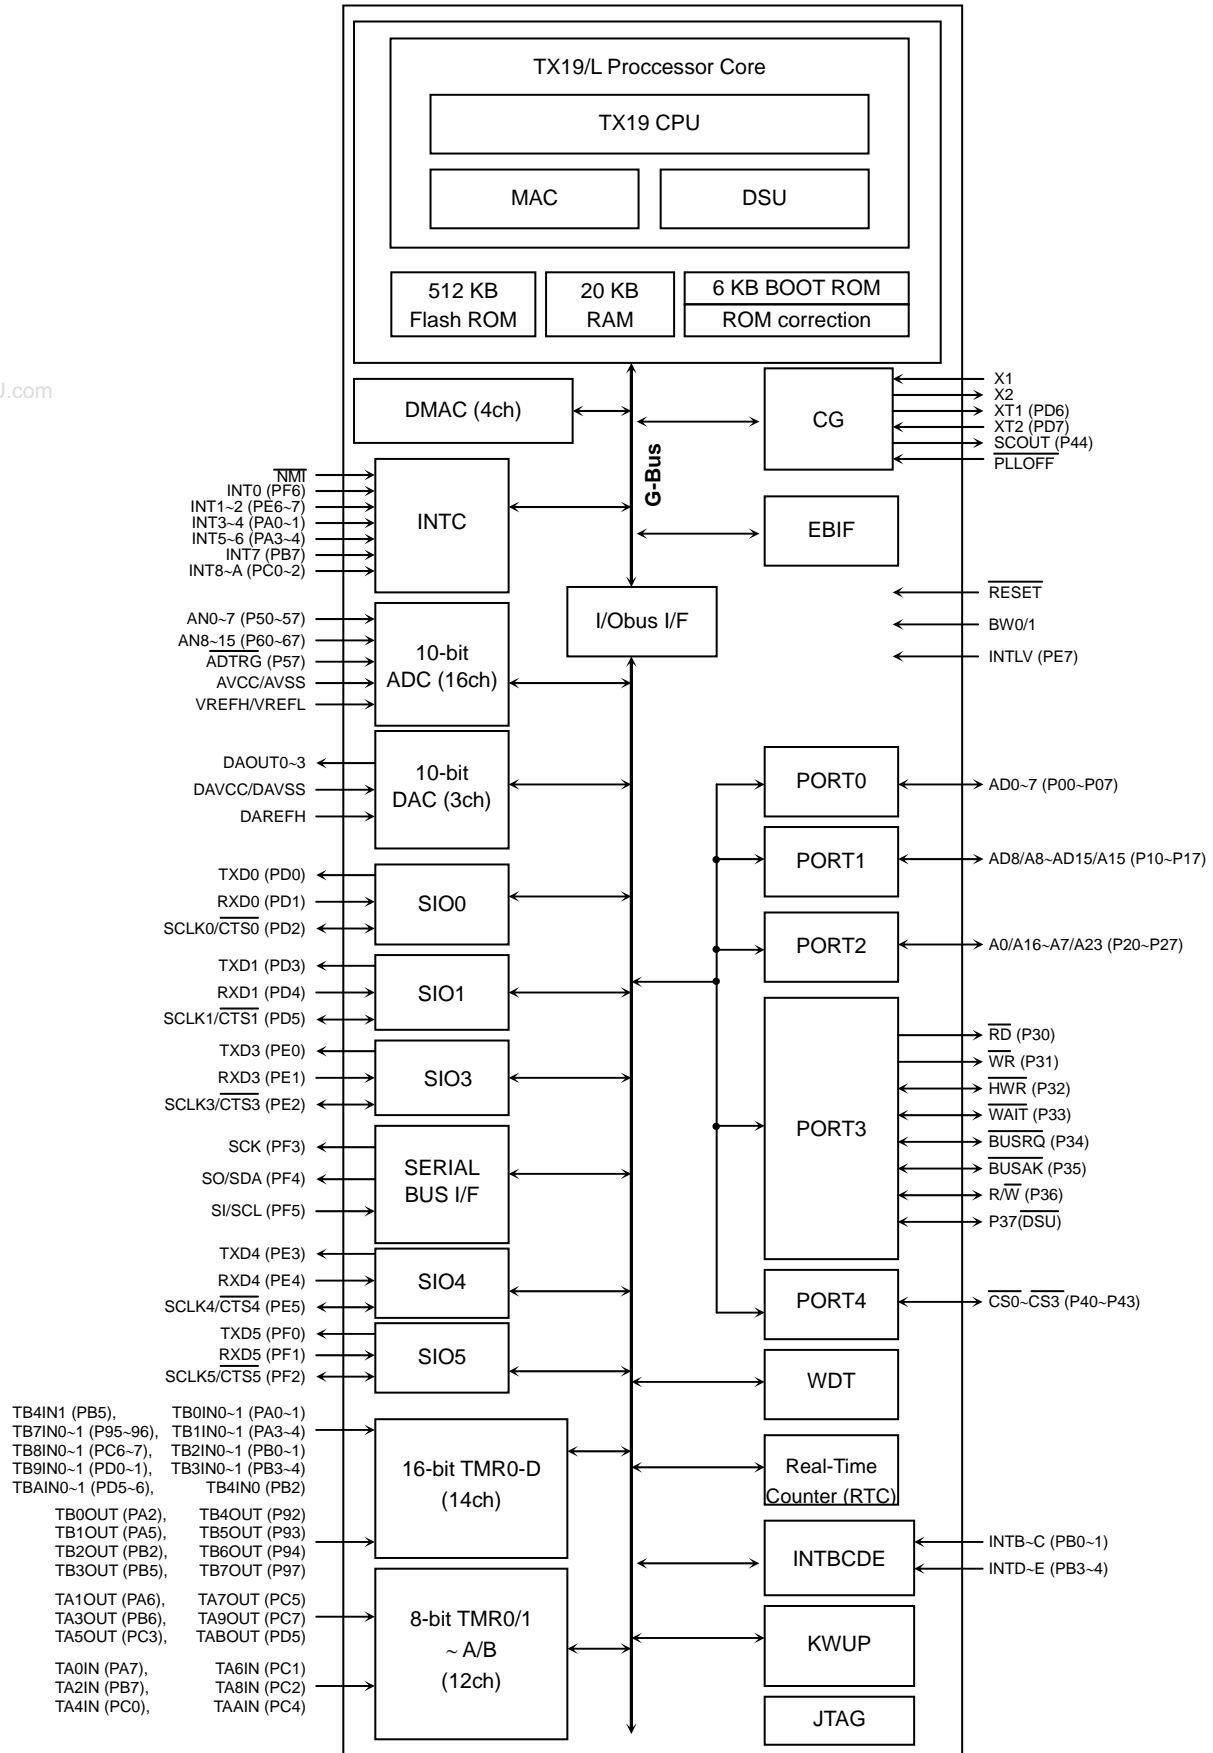 TX19/L Proccessor Core
TX19 CPU
MAC
DSU
512 KB
Flash ROM
20 KB
RAM
6 KB BOOT ROM
ROM correction
J.com
DMAC (4ch)
G-Bus
CG
X1
X2
XT1 (PD6)
XT2 (PD7)
SCOUT (P44)
PLLOFF
NMI
INT0 (PF6)
INT1~2 (PE6~7)
INT3~4 (PA0~1)
INT5~6 (PA3~4)
INT7 (PB7)
INT8~A (PC0~2)
INTC
EBIF
RESET
BW0/1
INTLV (PE7)
I/Obus I/F
AN0~7 (P50~57)
AN8~15 (P60~67)
ADTRG (P57)
AVCC/AVSS
VREFH/VREFL
10-bit
ADC (16ch)
DAOUT0~3
DAVCC/DAVSS
DAREFH
10-bit
DAC (3ch)
PORT0
AD0~7 (P00~P07)
PORT1
AD8/A8~AD15/A15 (P10~P17)
TXD0 (PD0)
RXD0 (PD1)
SCLK0/CTS0 (PD2)
SIO0
PORT2
A0/A16~A7/A23 (P20~P27)
TXD1 (PD3)
RXD1 (PD4)
SCLK1/CTS1 (PD5)
SIO1
TXD3 (PE0)
RXD3 (PE1)
SCLK3/CTS3 (PE2)
SIO3
PORT3
RD (P30)
WR (P31)
HWR (P32)
WAIT (P33)
BUSRQ (P34)
BUSAK (P35)
R/W (P36)
P37(DSU)
SCK (PF3)
SO/SDA (PF4)
SI/SCL (PF5)
SERIAL
BUS I/F
TXD4 (PE3)
RXD4 (PE4)
SCLK4/CTS4 (PE5)
SIO4
PORT4
CS0~CS3 (P40~P43)
TXD5 (PF0)
RXD5 (PF1)
SCLK5/CTS5 (PF2)
SIO5
WDT
TB4IN1 (PB5), TB0IN0~1 (PA0~1)
TB7IN0~1 (P95~96), TB1IN0~1 (PA3~4)
TB8IN0~1 (PC6~7), TB2IN0~1 (PB0~1)
TB9IN0~1 (PD0~1), TB3IN0~1 (PB3~4)
TBAIN0~1 (PD5~6), TB4IN0 (PB2)
TB0OUT (PA2), TB4OUT (P92)
TB1OUT (PA5), TB5OUT (P93)
TB2OUT (PB2), TB6OUT (P94)
TB3OUT (PB5), TB7OUT (P97)
16-bit TMR0-D
(14ch)
Real-Time
Counter (RTC)
INTBCDE
INTB~C (PB0~1)
INTD~E (PB3~4)
TA1OUT (PA6), TA7OUT (PC5)
TA3OUT (PB6), TA9OUT (PC7)
TA5OUT (PC3), TABOUT (PD5)
TA0IN (PA7), TA6IN (PC1)
TA2IN (PB7), TA8IN (PC2)
TA4IN (PC0), TAAIN (PC4)
8-bit TMR0/1
~ A/B
(12ch)
KWUP
JTAG